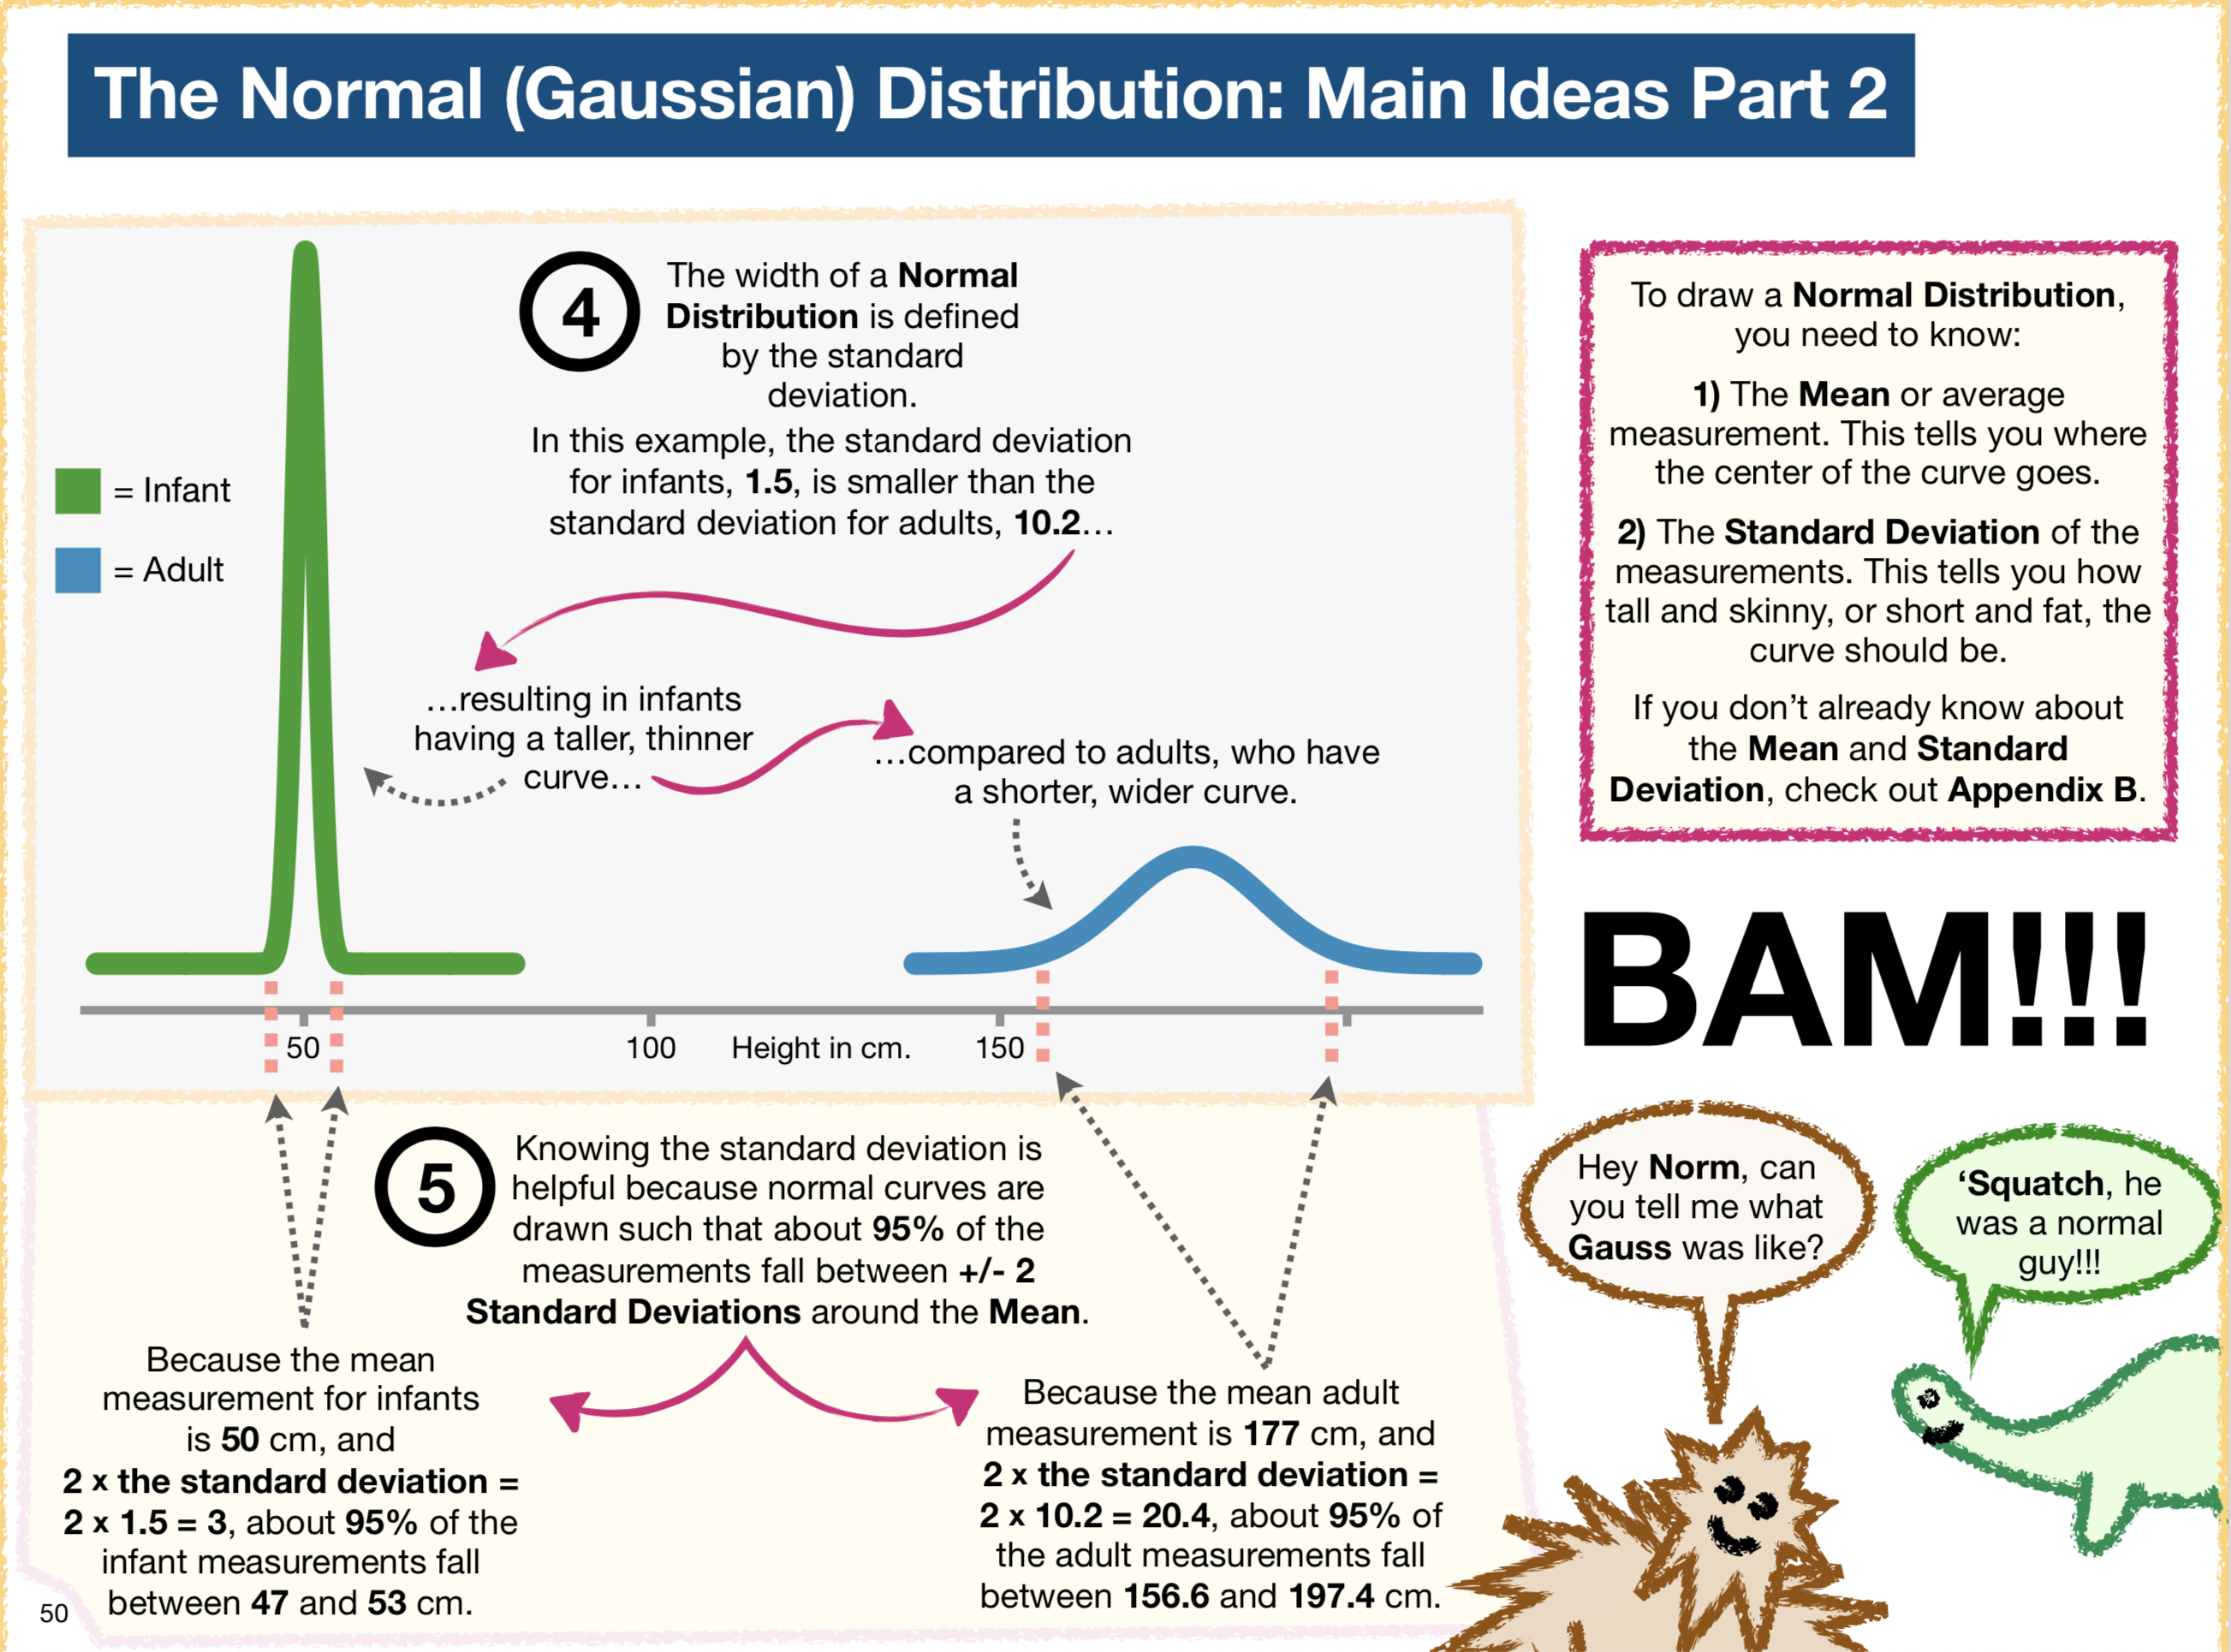 The Normal (Gaussian) Distribution: Main Ideas Part 2
4
The width of a Normal
Distribution is defined
by the standard
deviation.
In this example, the standard deviation
for infants, 1.5, is smaller than the
standard deviation for adults, 10.2…
= Infant
= Adult
…resulting in infants
having a taller, thinner
curve…
…compared to adults, who have
a shorter, wider curve.
50
100
Height in cm.
150
5
Knowing the standard deviation is
helpful because normal curves are
drawn such that about 95% of the
measurements fall between +/- 2
Standard Deviations around the Mean.
Because the mean
measurement for infants
is 50 cm, and
2 x the standard deviation =
2 x 1.5 = 3, about 95% of the
infant measurements fall
between 47 and 53 cm.
Because the mean adult
measurement is 177 cm, and
2 x the standard deviation =
2 x 10.2 = 20.4, about 95% of
the adult measurements fall
between 156.6 and 197.4 cm.
To draw a Normal Distribution,
you need to know:
1) The Mean or average
measurement. This tells you where
the center of the curve goes.
2) The Standard Deviation of the
measurements. This tells you how
tall and skinny, or short and fat, the
curve should be.
If you don’t already know about
the Mean and Standard
Deviation, check out Appendix B.
BAM!!!
Hey Norm, can
you tell me what
Gauss was like?
‘Squatch, he
was a normal
guy!!!
50